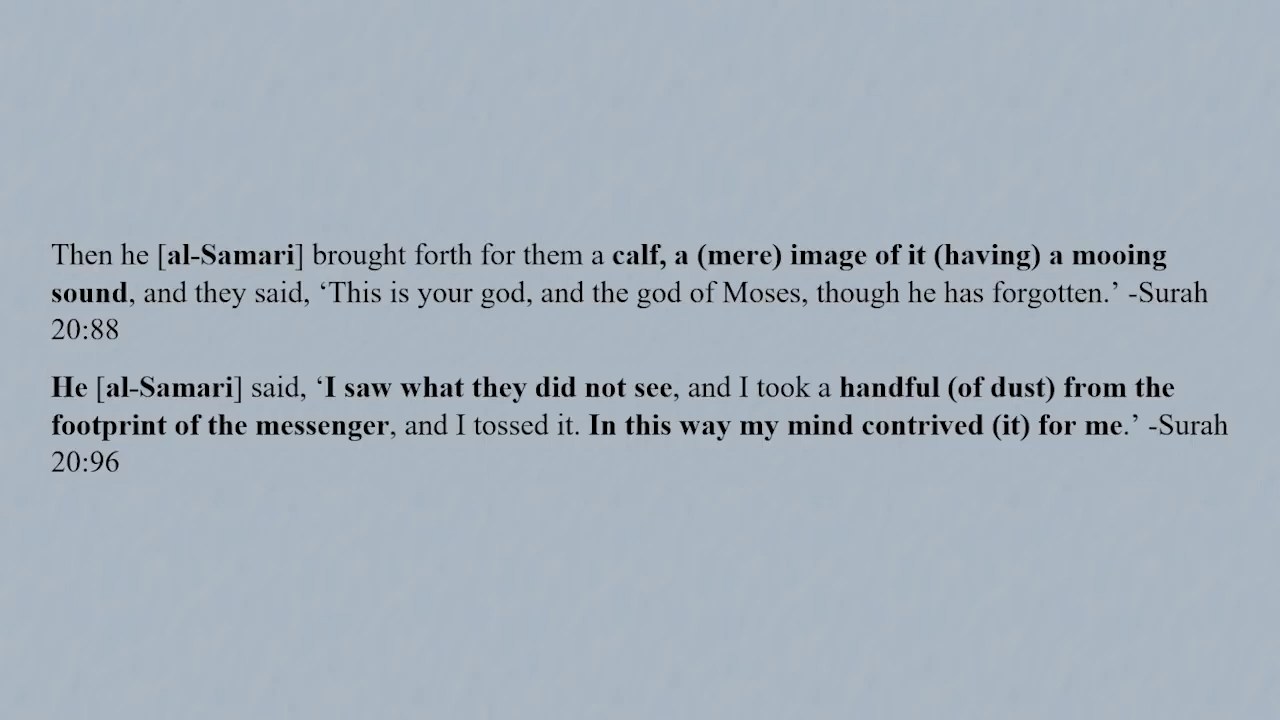 Then he [al-Samari] brought forth for them a calf, a (mere) image of it (having) a mooing
sound, and they said, ‘This is your god, and the god of Moses, though he has forgotten.’ -Surah
20:88
He [al-Samari] said, ‘I saw what they did not see, and I took a handful (of dust) from the
footprint of the messenger, and I tossed it. In this way my mind contrived (it) for me.’ -Surah
20:96